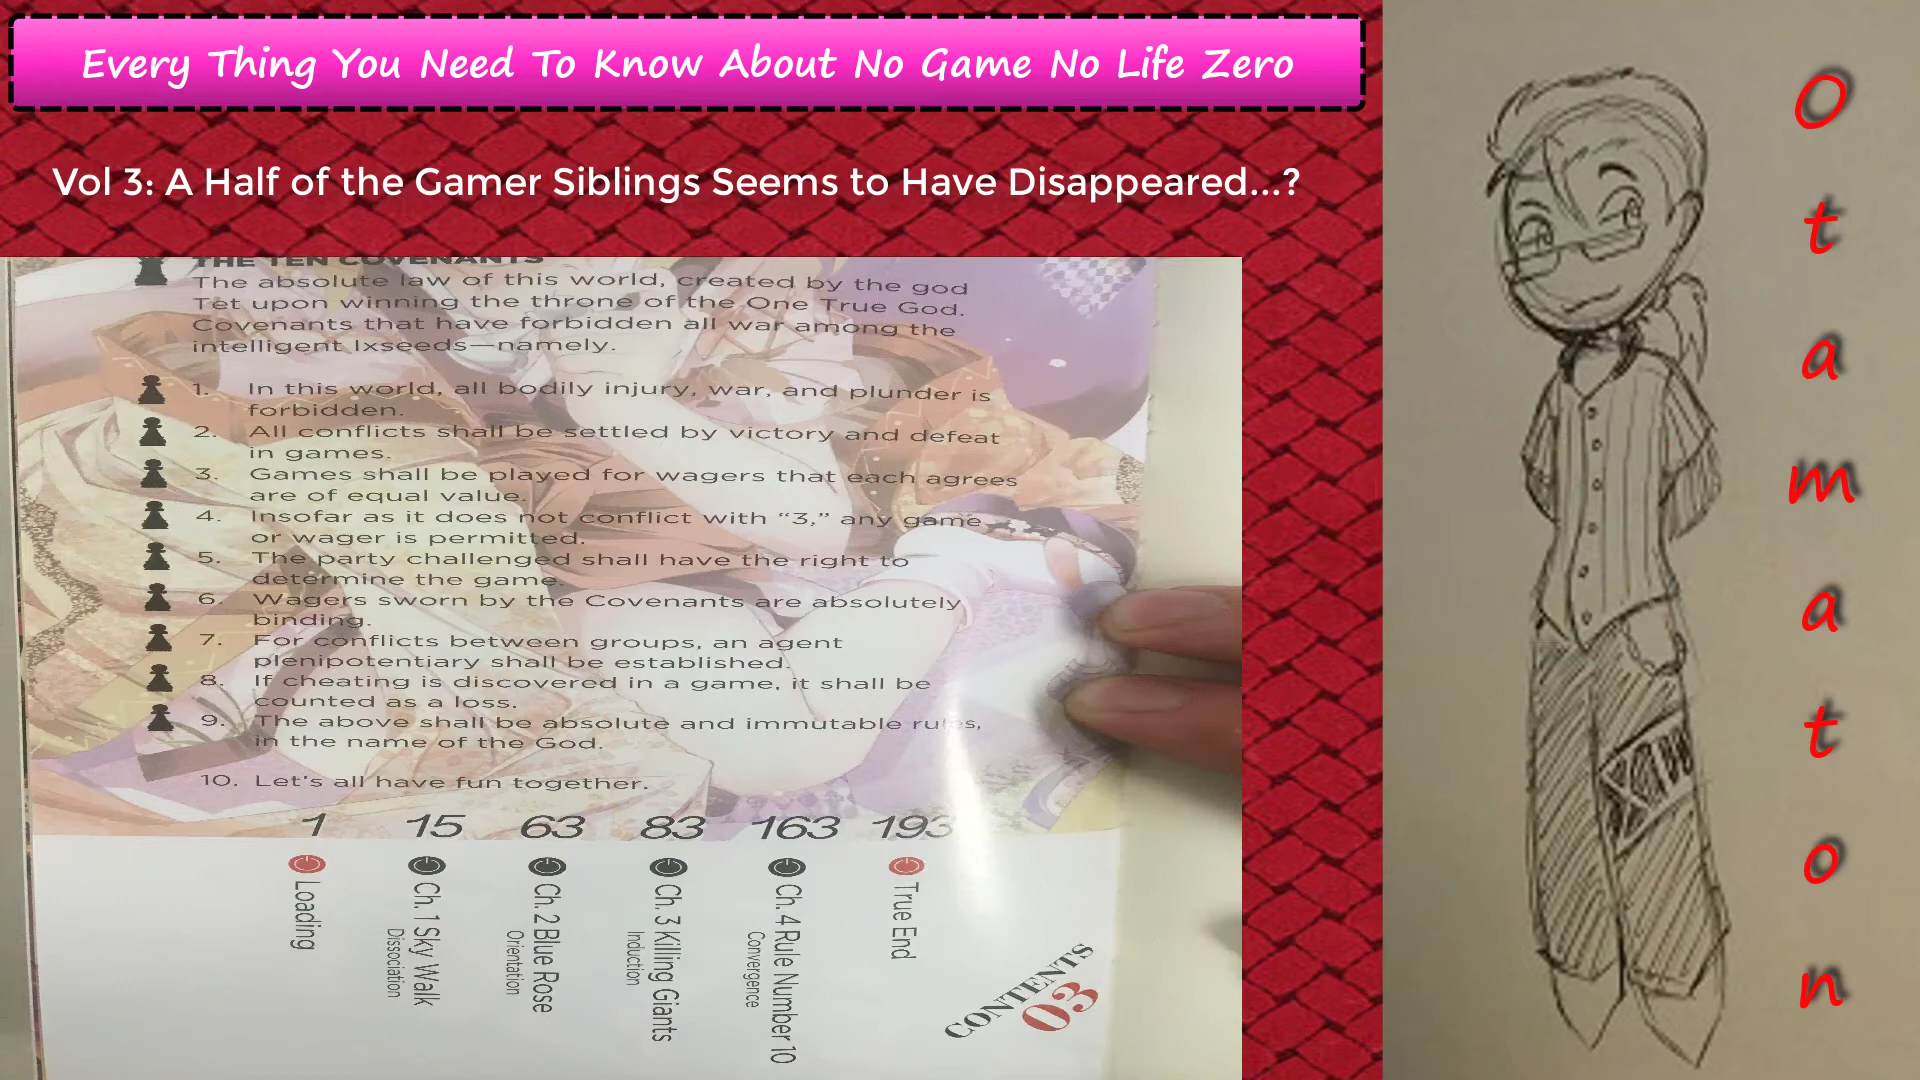 Every Thing You Need To Know About No Game No Life Zero
Vol 3: A Half of the Gamer Siblings Seems to Have Disappeared...?
THE TEN COVENANTS
The absolute law of this world, created by the god
Tet upon winning the throne of the One True God.
Covenants that have forbidden all war among the
intelligent Ixseeds—namely.
1. In this world, all bodily injury, war, and plunder is
forbidden.
2. All conflicts shall be settled by victory and defeat
in games.
3. Games shall be played for wagers that each agrees
are of equal value.
4. Insofar as it does not conflict with “3,” any game
or wager is permitted.
5. The party challenged shall have the right to
determine the game.
6. Wagers sworn by the Covenants are absolutely
binding.
7. For conflicts between groups, an agent
plenipotentiary shall be established.
8. If cheating is discovered in a game, it shall be
counted as a loss.
9. The above shall be absolute and immutable rules,
in the name of the God.
10. Let's all have fun together.
1 15 63 83 163 193
Loading
Ch. 1 Sky Walk
Dissociation
Ch. 2 Blue Rose
Orientation
Ch. 3 Killing Giants
Induction
Ch. 4 Rule Number 10
Convergence
True End
CONTENTS
03
Otamaton